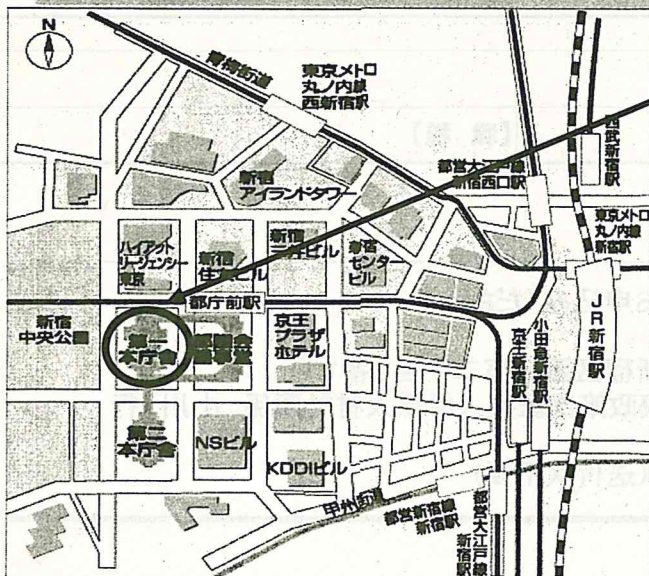 N
青梅街道
東京メトロ
丸ノ内線
西新宿駅
西武新宿駅
都営大江戸線
新宿西口駅
新宿
アイランドタワー
東京メトロ
丸ノ内線
新宿駅
ハイアット
リージェンシー
東京
新宿
住友ビル
新宿
三井ビル
新宿
センター
ビル
都庁前駅
新宿
中央公園
第一
本庁舎
都議会
議事堂
京王
プラザ
ホテル
JR新宿駅
小田急新宿駅
京王新宿駅
第二
本庁舎
NSビル
KDDIビル
甲州街道
都営新宿線
新宿駅
都営大江戸線
新宿駅